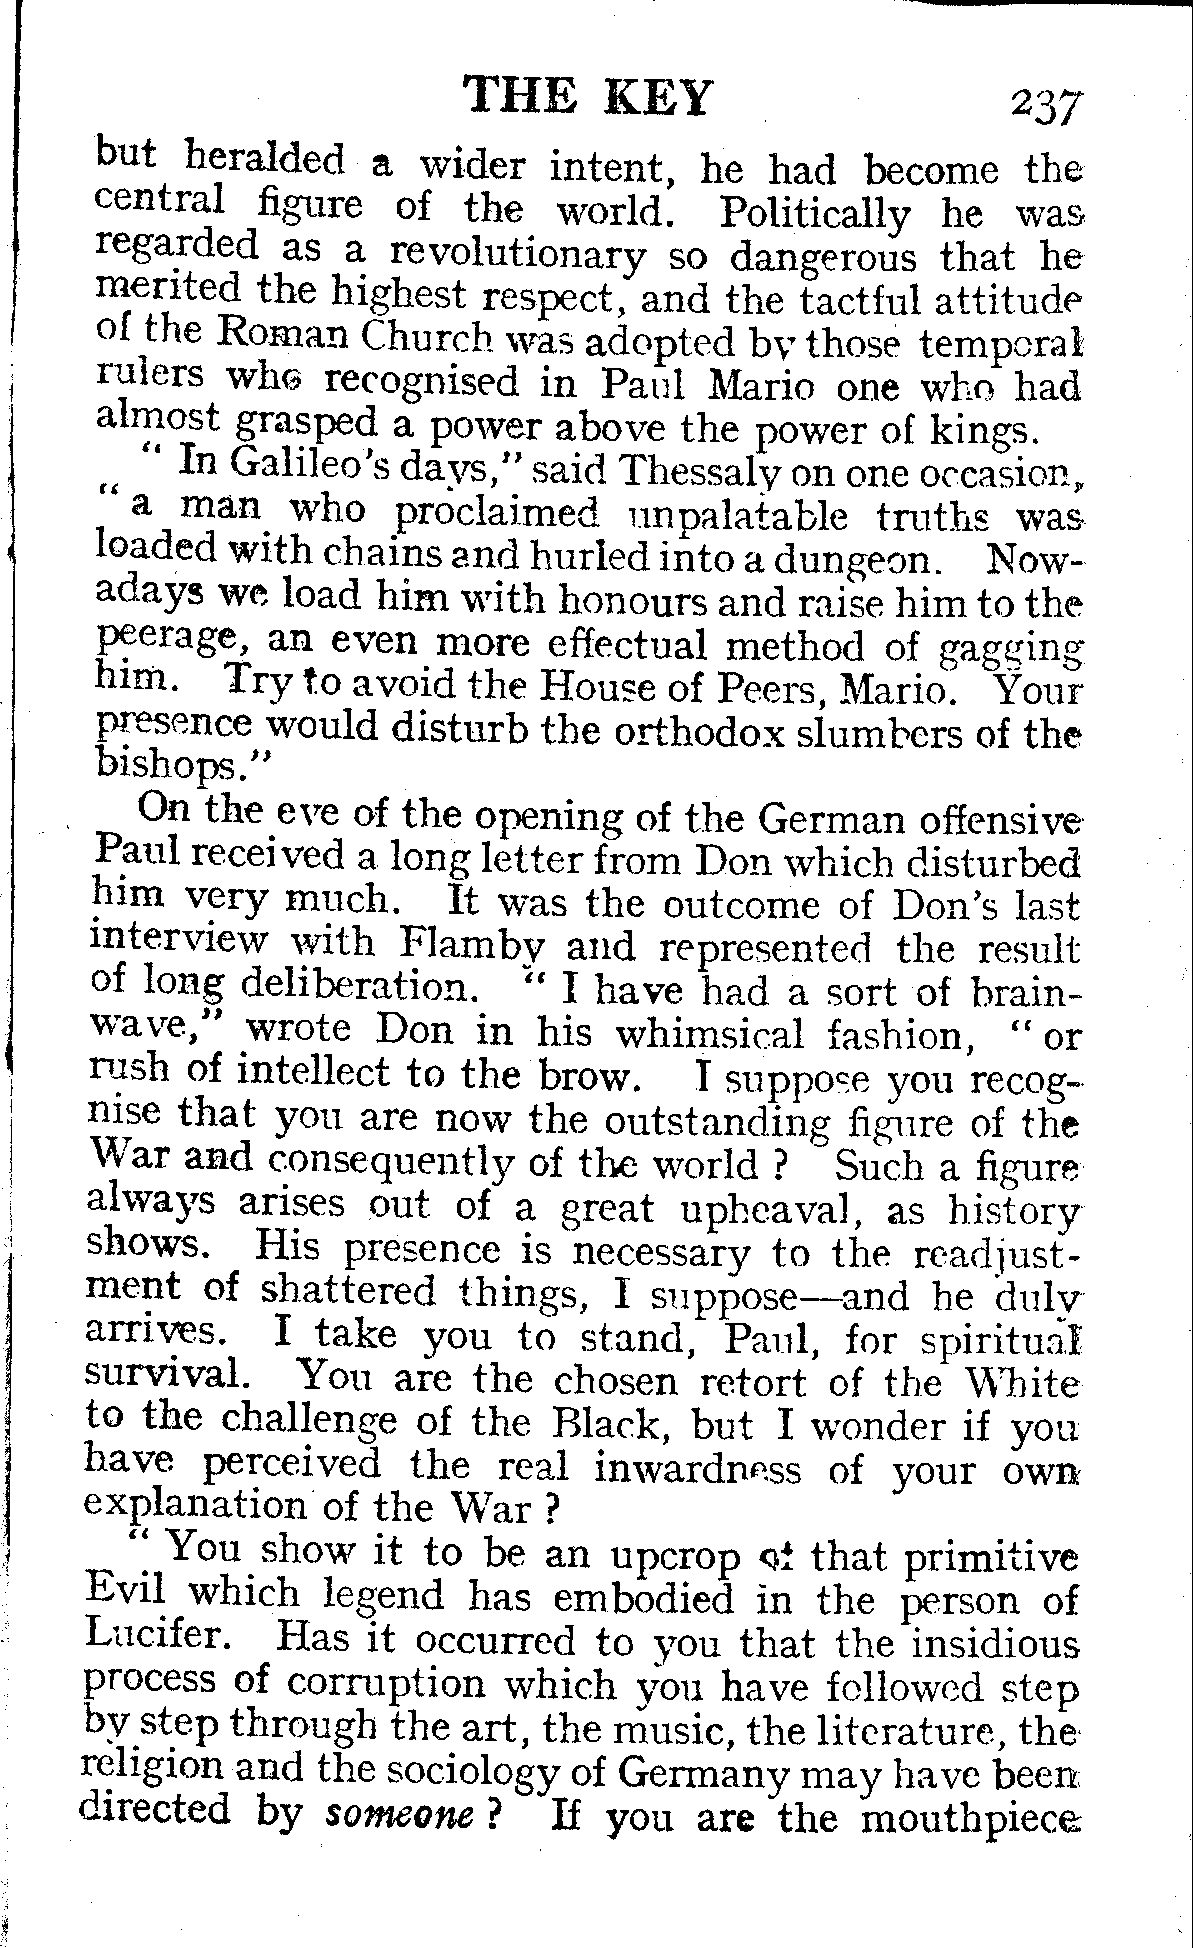 THE KEY 237
but heralded a wider intent, he had become the
central figure of the world. Politically he was
regarded as a revolutionary so dangerous that he
merited the highest respect, and the tactful attitude
of the Roman Church was adopted by those temporal
rulers who recognised in Paul Mario one who had
almost grasped a power above the power of kings.
“ In Galileo's days,” said Thessaly on one occasion,
“ a man who proclaimed unpalatable truths was
loaded with chains and hurled into a dungeon. Now-
adays we load him with honours and raise him to the
peerage, an even more effectual method of gagging
him. Try to avoid the House of Peers, Mario. Your
presence would disturb the orthodox slumbers of the
bishops.”
On the eve of the opening of the German offensive
Paul received a long letter from Don which disturbed
him very much. It was the outcome of Don's last
interview with Flamby and represented the result
of long deliberation. “ I have had a sort of brain-
wave,” wrote Don in his whimsical fashion, “ or
rush of intellect to the brow. I suppose you recog-
nise that you are now the outstanding figure of the
War and consequently of the world ? Such a figure
always arises out of a great upheaval, as history
shows. His presence is necessary to the readjust-
ment of shattered things, I suppose—and he duly
arrives. I take you to stand, Paul, for spiritual
survival. You are the chosen retort of the White
to the challenge of the Black, but I wonder if you
have perceived the real inwardness of your own
explanation of the War ?
“ You show it to be an upcrop of that primitive
Evil which legend has embodied in the person of
Lucifer. Has it occurred to you that the insidious
process of corruption which you have followed step
by step through the art, the music, the literature, the
religion and the sociology of Germany may have been
directed by someone ? If you are the mouthpiece